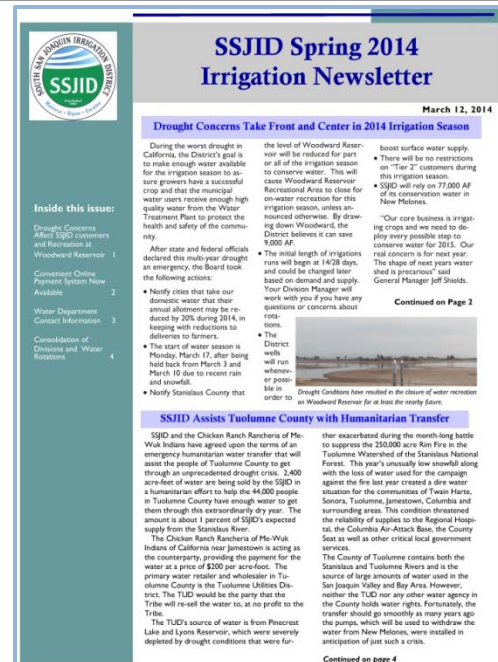 SOUTH SAN JOAQUIN IRRIGATION DISTRICT
SSJID
Manteca • Ripon • Escalon
SSJID Spring 2014
Irrigation Newsletter
March 12, 2014
Inside this issue:
Drought Concerns
Affect SSJID customers
and Recreation at
Woodward Reservoir 1
Convenient Online
Payment System Now
Available 2
Water Department
Contact Information 3
Consolidation of
Divisions and Water
Rotations 4
Drought Concerns Take Front and Center in 2014 Irrigation Season
During the worst drought in
California, the District's goal is
to make enough water available
for the irrigation season to as-
sure growers have a successful
crop and that the municipal
water users receive enough high
quality water from the Water
Treatment Plant to protect the
health and safety of the commu-
nity.
After state and federal officials
declared this multi-year drought
an emergency, the Board took
the following actions:
• Notify cities that take our
domestic water that their
annual allotment may be re-
duced by 20% during 2014, in
keeping with reductions to
deliveries to farmers.
• The start of water season is
Monday, March 17, after being
held back from March 3 and
March 10 due to recent rain
and snowfall.
• Notify Stanislaus County that
the level of Woodward Reser-
voir will be reduced for part
or all of the irrigation season
to conserve water. This will
cause Woodward Reservoir
Recreational Area to close for
on-water recreation for this
irrigation season, unless an-
nounced otherwise. By draw-
ing down Woodward, the
District believes it can save
9,000 AF.
• The initial length of irrigations
runs will begin at 14/28 days,
and could be changed later
based on demand and supply.
Your Division Manager will
work with you if you have any
questions or concerns about
rota-
tions.
• The
District
wells
will run
whenev-
er possi-
ble in
order to
boost surface water supply.
• There will be no restrictions
on "Tier 2" customers during
this irrigation season.
• SSJID will rely on 77,000 AF
of its conservation water in
New Melones.
"Our core business is irrigat-
ing crops and we need to de-
ploy every possible step to
conserve water for 2015. Our
real concern is for next year.
The shape of next years water
shed is precarious" said
General Manager Jeff Shields.
Continued on Page 2
Drought Conditions have resulted in the closure of water recreation
on Woodward Reservoir for at least the nearby future.
SSJID Assists Tuolumne County with Humanitarian Transfer
SSJID and the Chicken Ranch Rancheria of Me-
Wuk Indians have agreed upon the terms of an
emergency humanitarian water transfer that will
assist the people of Tuolumne County to get
through an unprecedented drought crisis. 2,400
acre-feet of water are being sold by the SSJID in
a humanitarian effort to help the 44,000 people
in Tuolumne County have enough water to get
them through this extraordinarily dry year. The
amount is about 1 percent of SSJID's expected
supply from the Stanislaus River.
The Chicken Ranch Rancheria of Me-Wuk
Indians of California near Jamestown is acting as
the counterparty, providing the payment for the
water at a price of $200 per acre-foot. The
primary water retailer and wholesaler in Tu-
olumne County is the Tuolumne Utilities Dis-
trict. The TUD would be the party that the
Tribe will re-sell the water to, at no profit to the
Tribe.
The TUD's source of water is from Pinecrest
Lake and Lyons Reservoir, which were severely
depleted by drought conditions that were fur-
ther exacerbated during the month-long battle
to suppress the 250,000 acre Rim Fire in the
Tuolumne Watershed of the Stanislaus National
Forest. This year's unusually low snowfall along
with the loss of water used for the campaign
against the fire last year created a dire water
situation for the communities of Twain Harte,
Sonora, Tuolumne, Jamestown, Columbia and
surrounding areas. This condition threatened
the reliability of supplies to the Regional Hospi-
tal, the Columbia Air-Attack Base, the County
Seat as well as other critical local government
services.
The County of Tuolumne contains both the
Stanislaus and Tuolumne Rivers and is the
source of large amounts of water used in the
San Joaquin Valley and Bay Area. However,
neither the TUD nor any other water agency in
the County holds water rights. Fortunately, the
transfer should go smoothly as many years ago
the pumps, which will be used to withdraw the
water from New Melones, were installed in
anticipation of just such a crisis.
Continued on page 4